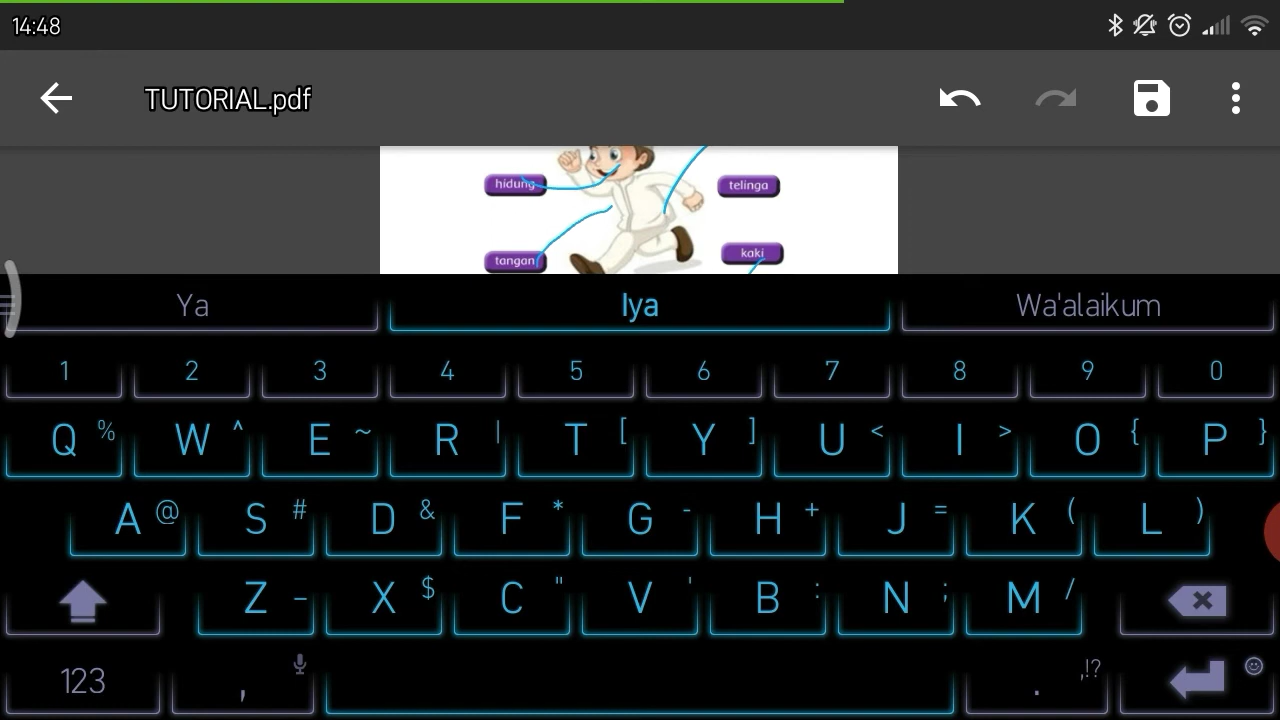 14:48
TUTORIAL.pdf
hidung
telinga
tangan
kaki
Ya Iya Wa'alaikum
1 2 3 4 5 6 7 8 9 0
Q % W ^ E ~ R | T [ Y ] U < I > O { P }
A @ S # D & F * G - H + J = K ( L )
Z _ X $ C " V ' B : N ; M /
123 , . ,!?